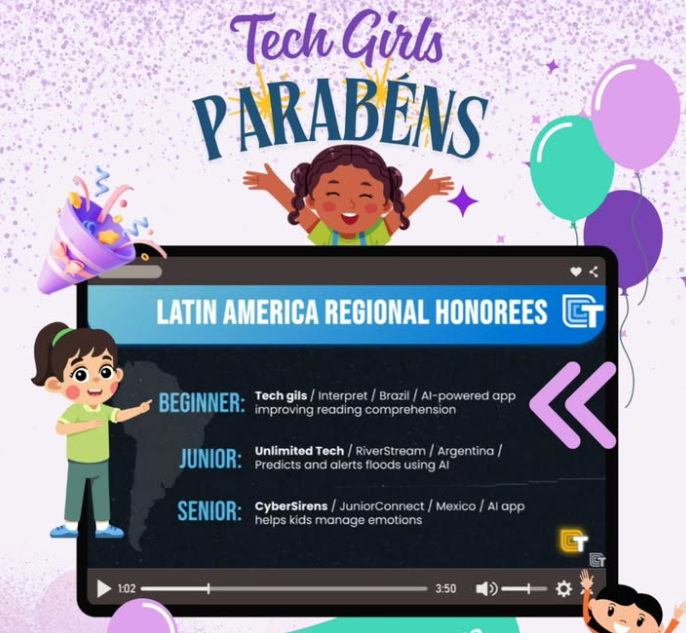 Tech Girls
PARABÉNS
LATIN AMERICA REGIONAL HONOREES
BEGINNER: Tech gils / Interpret / Brazil / AI-powered app
improving reading comprehension
JUNIOR: Unlimited Tech / RiverStream / Argentina /
Predicts and alerts floods using AI
SENIOR: CyberSirens / JuniorConnect / Mexico / AI app
helps kids manage emotions
1:02 3:50